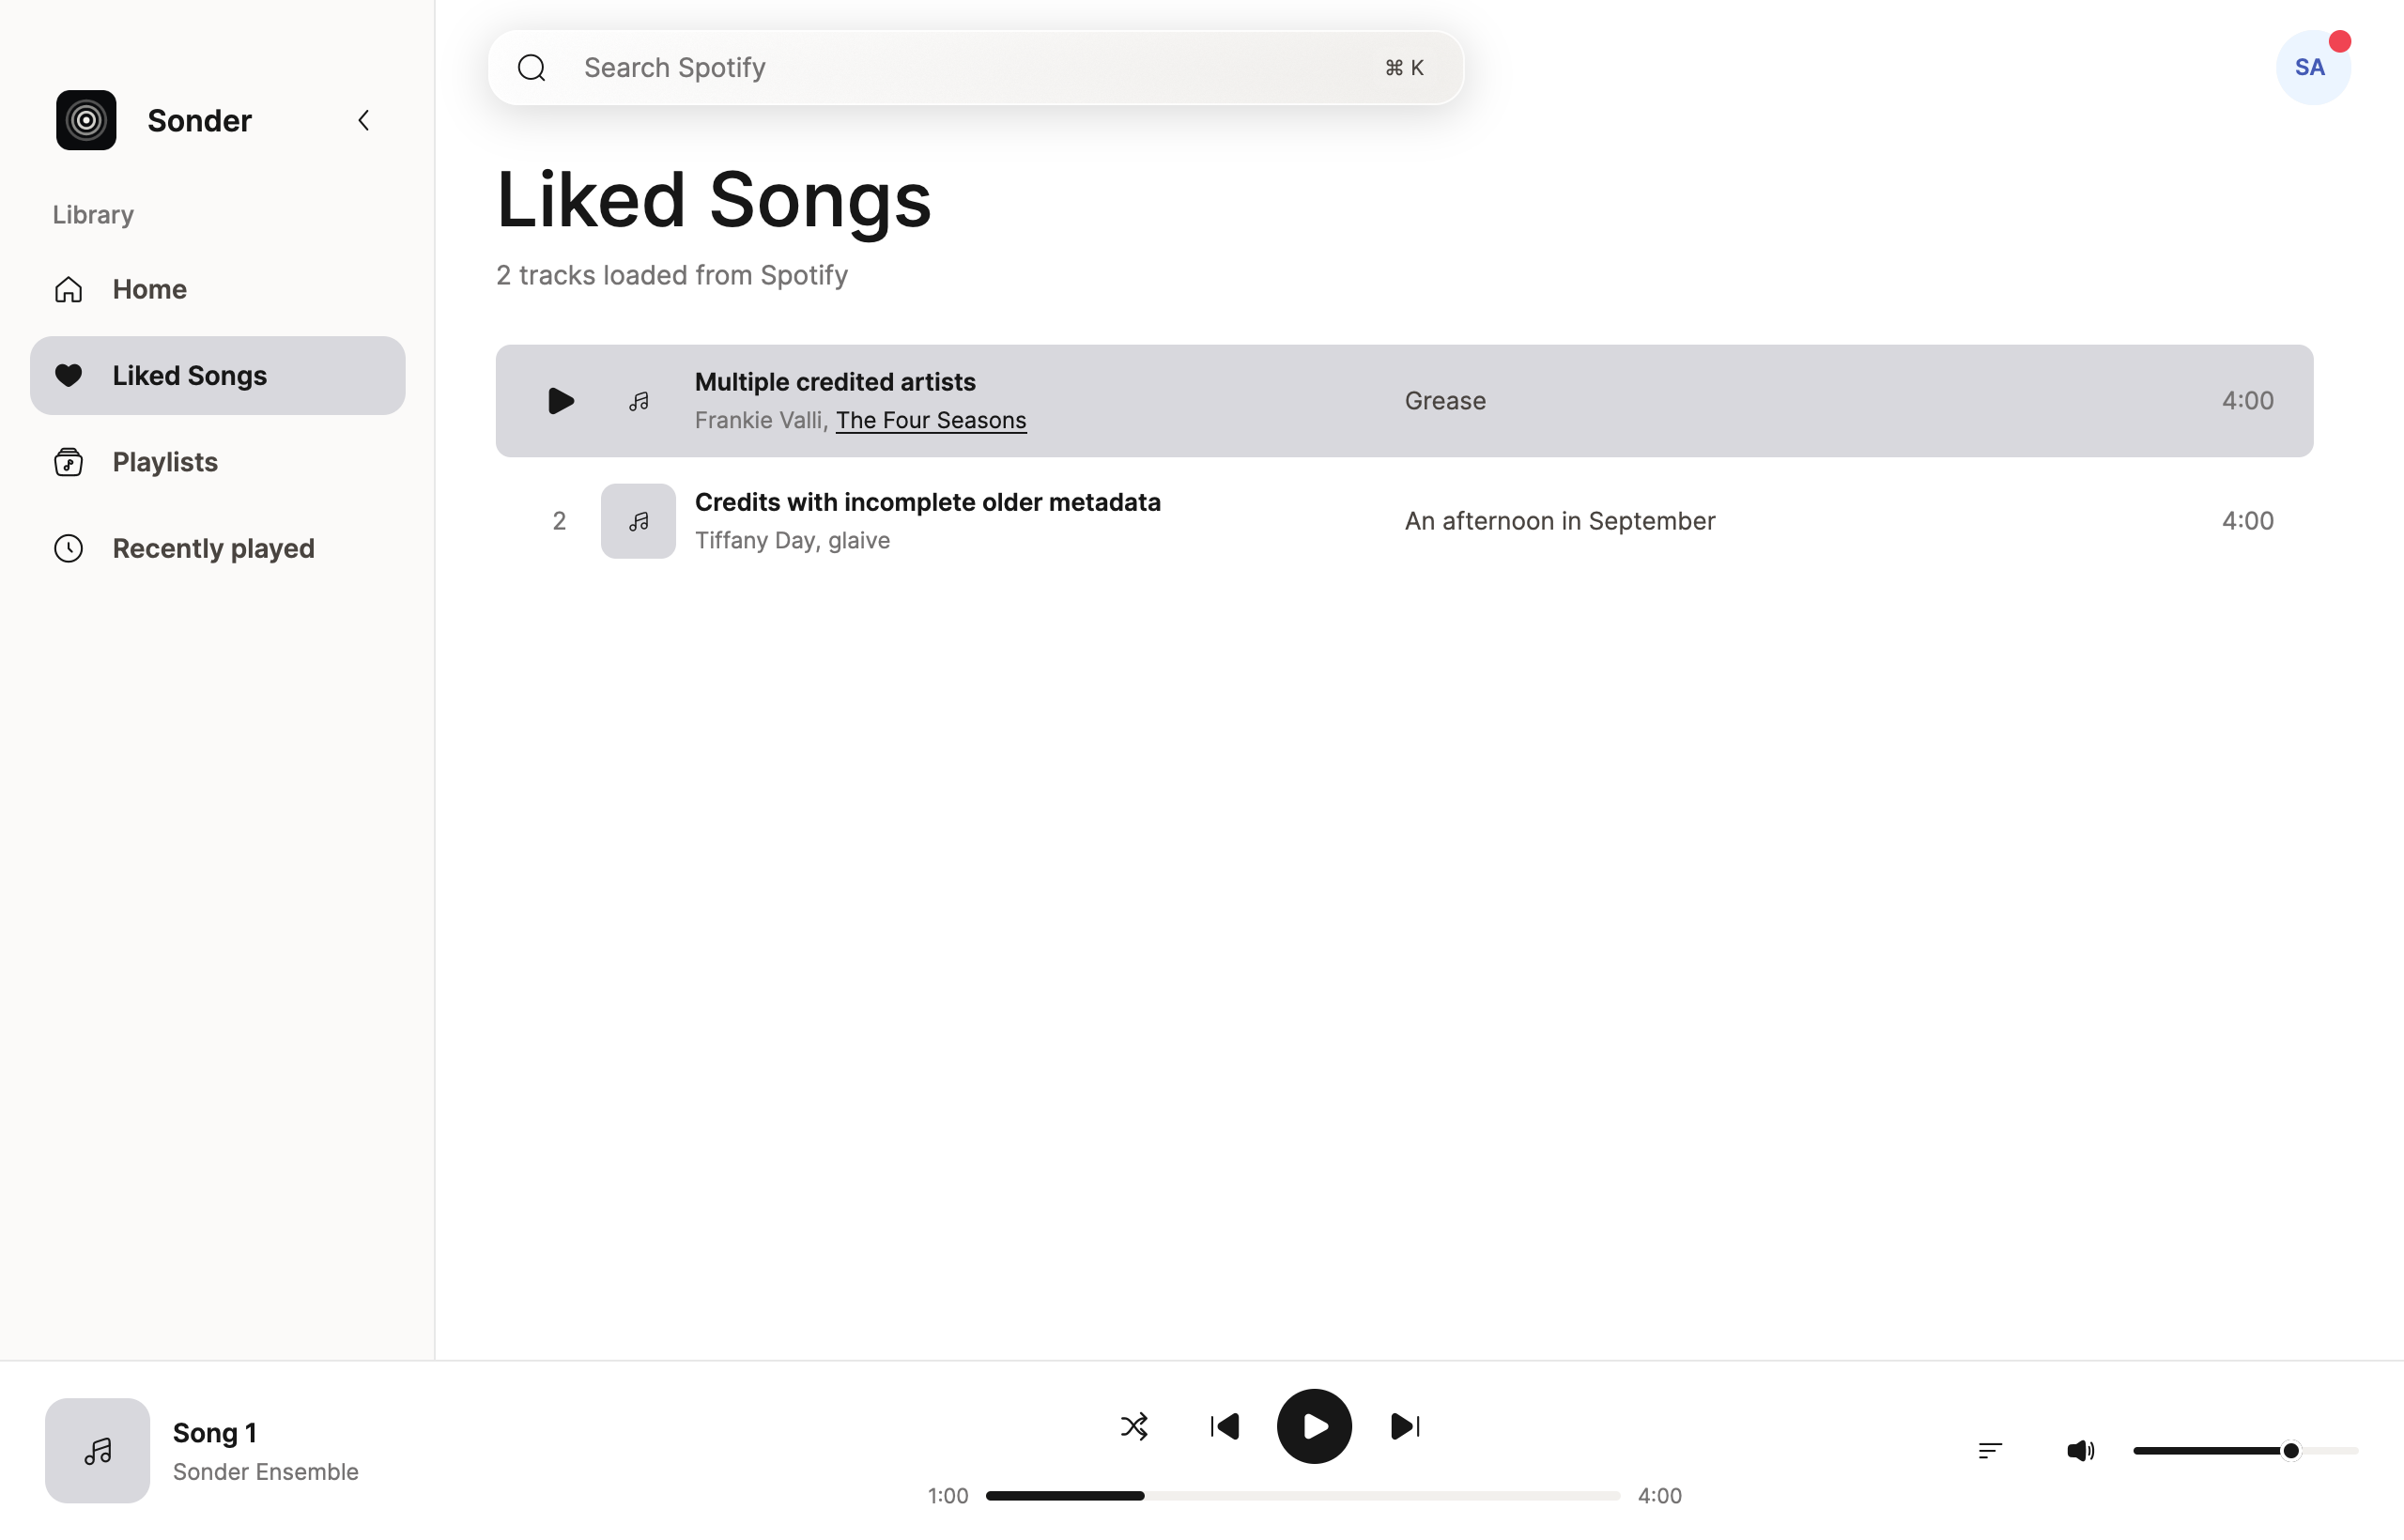 Sonder
Library
Home
Liked Songs
Playlists
Recently played
Search Spotify
⌘ K
SA
Liked Songs
2 tracks loaded from Spotify
Multiple credited artists
Frankie Valli, The Four Seasons
Grease
4:00
2
Credits with incomplete older metadata
Tiffany Day, glaive
An afternoon in September
4:00
Song 1
Sonder Ensemble
1:00
4:00